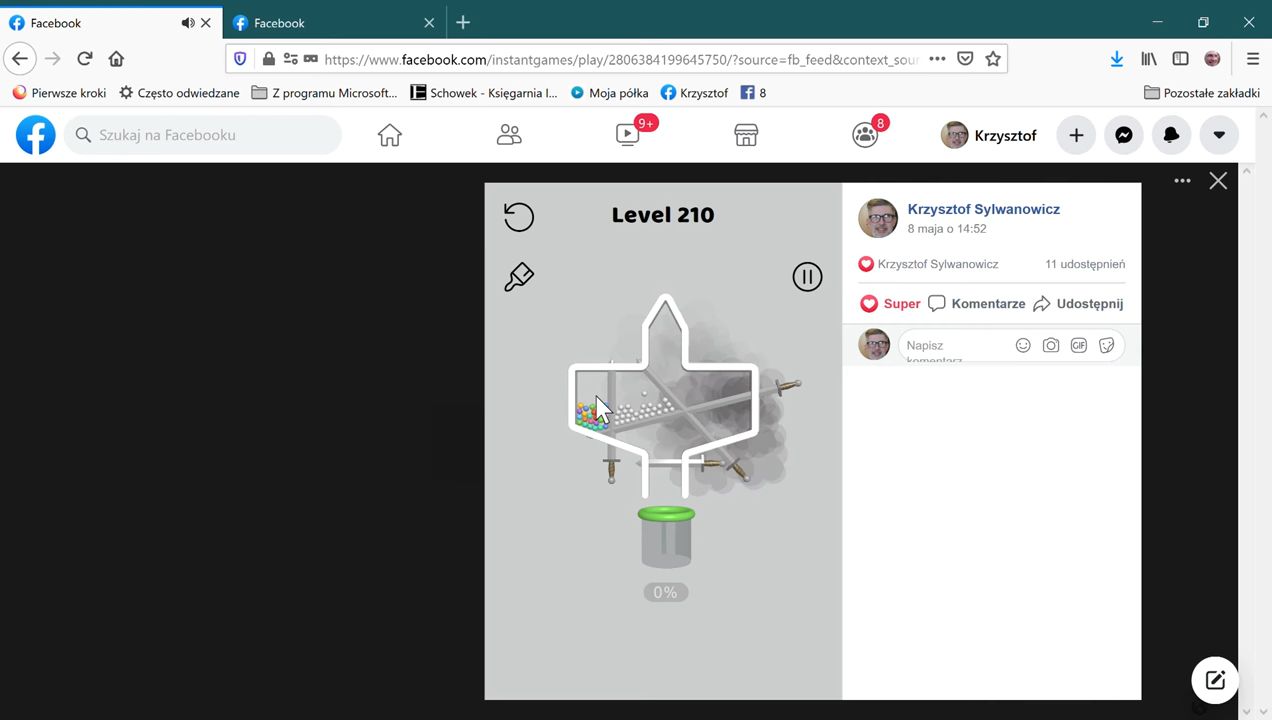 Facebook
Facebook
https://www.facebook.com/instantgames/play/2806384199645750/?source=fb_feed&context_sour
Pierwsze kroki
Często odwiedzane
Z programu Microsoft...
Schowek - Księgarnia I...
Moja półka
Krzysztof
8
Pozostałe zakładki
Szukaj na Facebooku
9+
8
Krzysztof
Level 210
Krzysztof Sylwanowicz
8 maja o 14:52
Krzysztof Sylwanowicz
11 udostępnień
Super
Komentarze
Udostępnij
Napisz
komentarz
GIF
0%